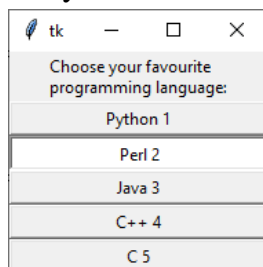 tk
Choose your favourite
programming language:
Python 1
Perl 2
Java 3
C++ 4
C 5